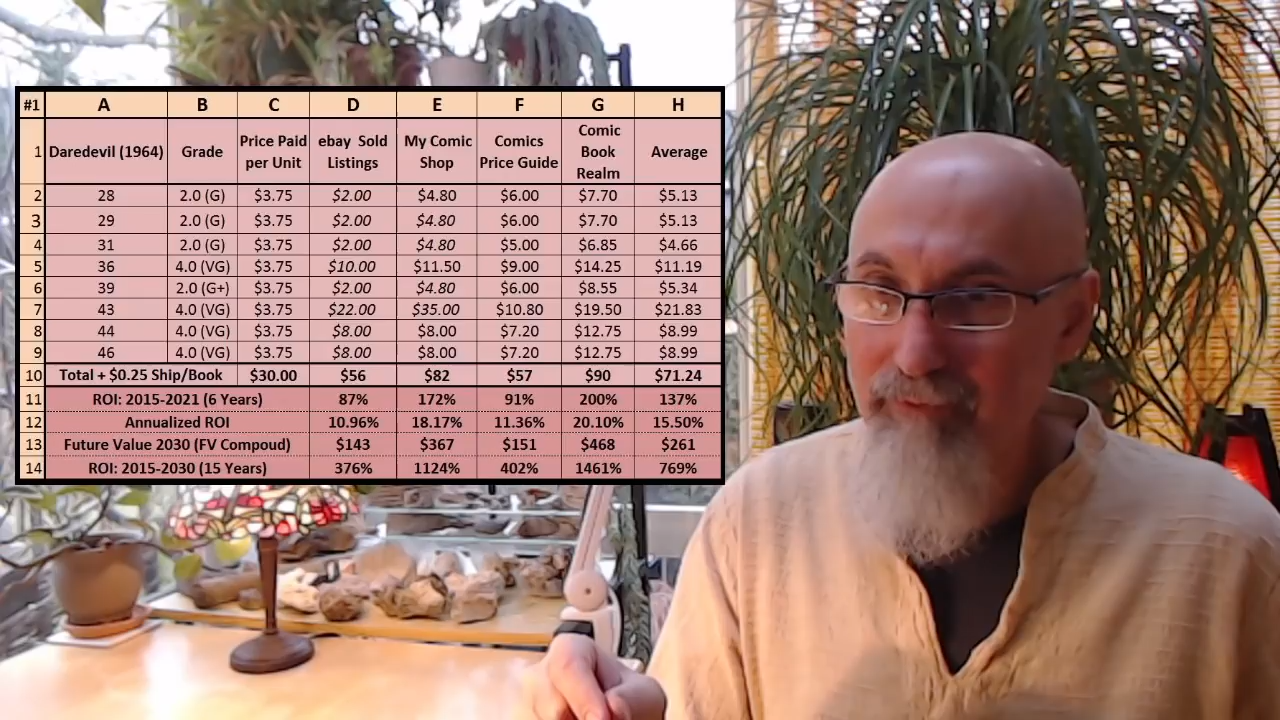 #1 A B C D E F G H
1 Daredevil (1964) Grade Price Paid per Unit ebay Sold Listings My Comic Shop Comics Price Guide Comic Book Realm Average
2 28 2.0 (G) $3.75 $2.00 $4.80 $6.00 $7.70 $5.13
3 29 2.0 (G) $3.75 $2.00 $4.80 $6.00 $7.70 $5.13
4 31 2.0 (G) $3.75 $2.00 $4.80 $5.00 $6.85 $4.66
5 36 4.0 (VG) $3.75 $10.00 $11.50 $9.00 $14.25 $11.19
6 39 2.0 (G+) $3.75 $2.00 $4.80 $6.00 $8.55 $5.34
7 43 4.0 (VG) $3.75 $22.00 $35.00 $10.80 $19.50 $21.83
8 44 4.0 (VG) $3.75 $8.00 $8.00 $7.20 $12.75 $8.99
9 46 4.0 (VG) $3.75 $8.00 $8.00 $7.20 $12.75 $8.99
10 Total + $0.25 Ship/Book $30.00 $56 $82 $57 $90 $71.24
11 ROI: 2015-2021 (6 Years) 87% 172% 91% 200% 137%
12 Annualized ROI 10.96% 18.17% 11.36% 20.10% 15.50%
13 Future Value 2030 (FV Compoud) $143 $367 $151 $468 $261
14 ROI: 2015-2030 (15 Years) 376% 1124% 402% 1461% 769%